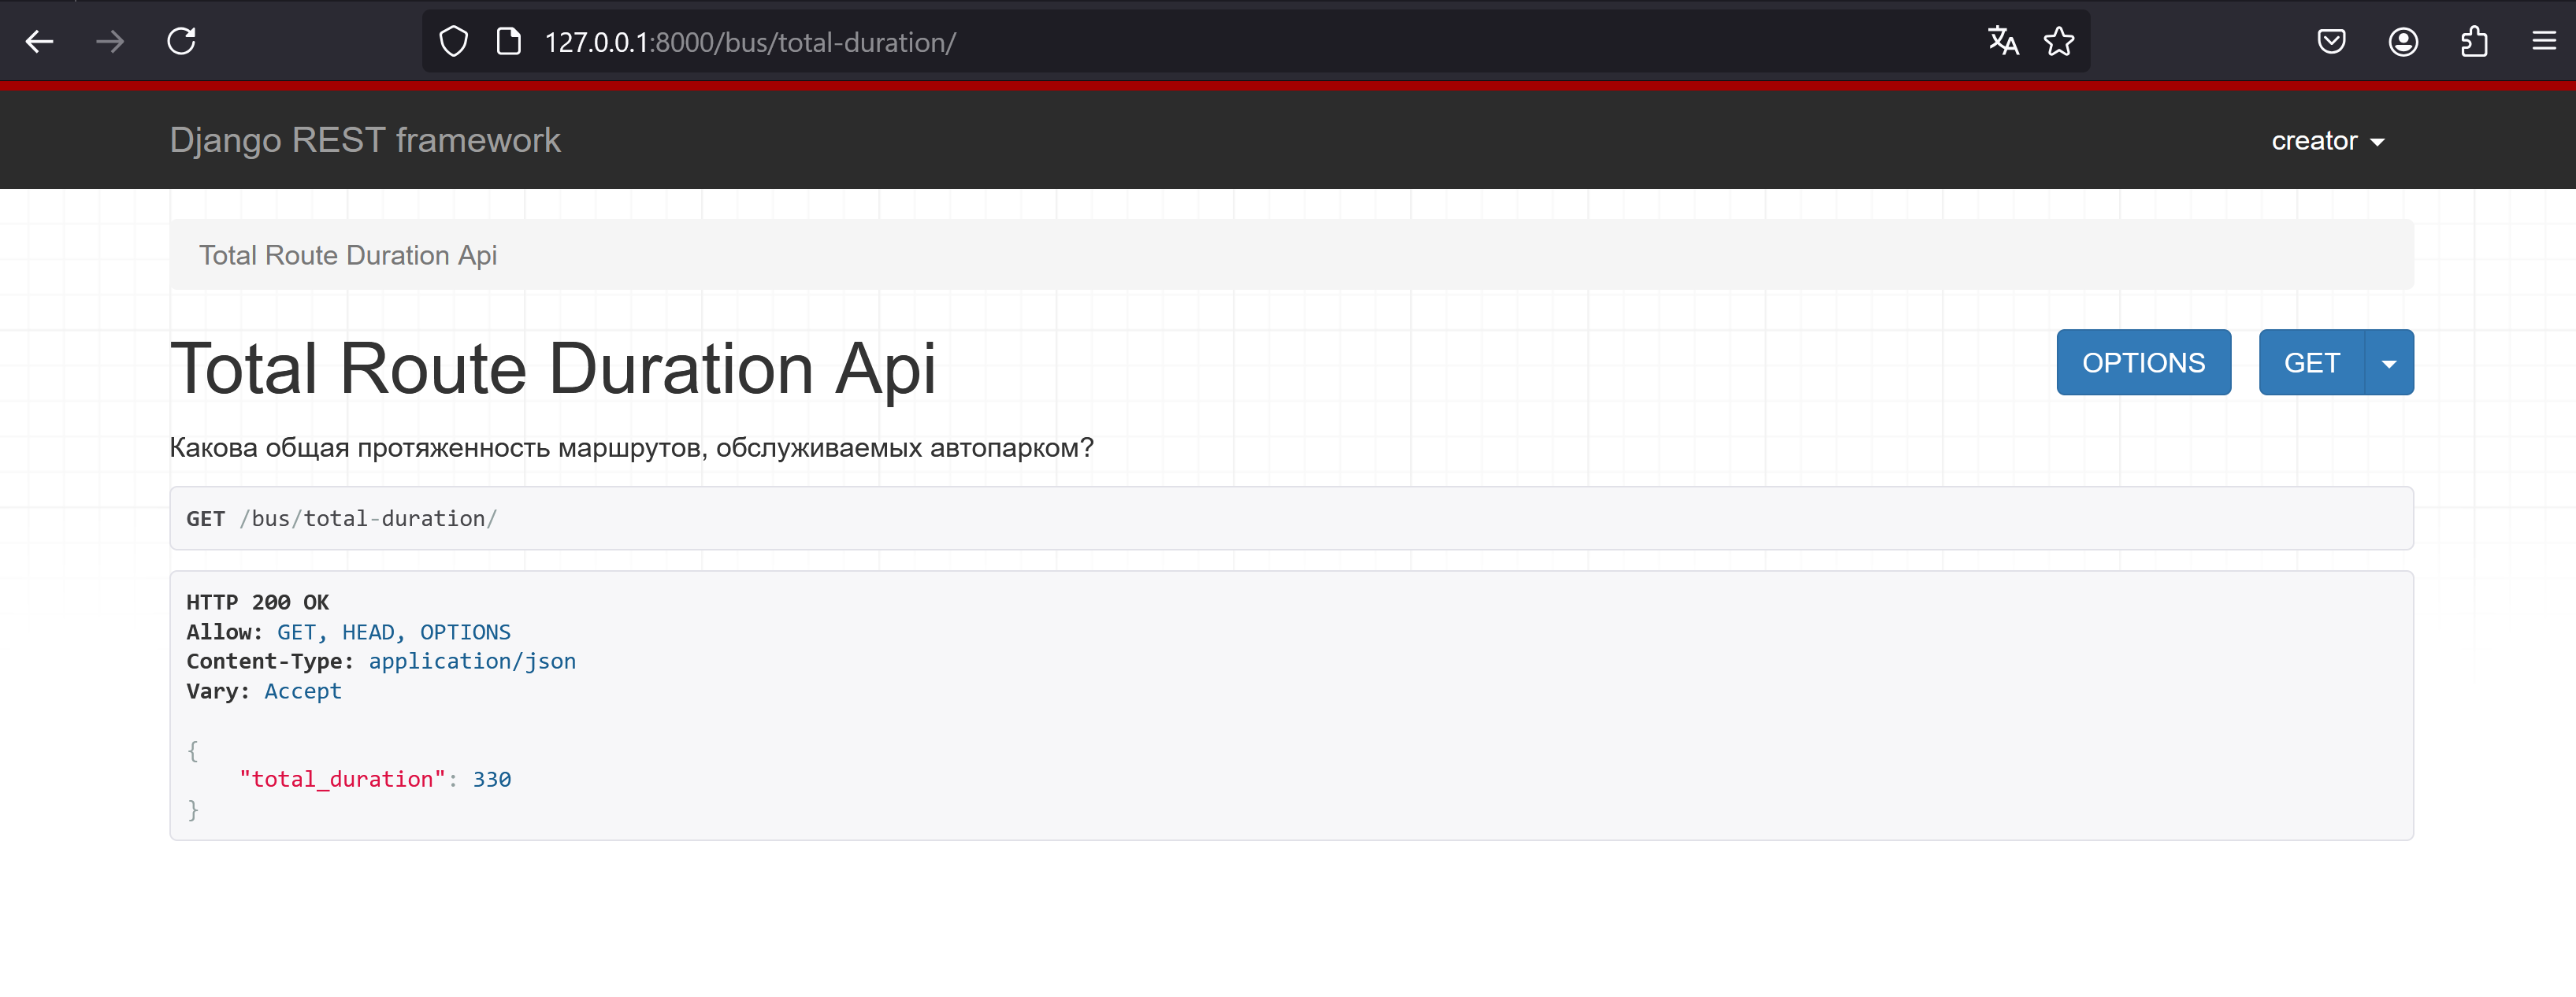 127.0.0.1:8000/bus/total-duration/
Django REST framework
creator
Total Route Duration Api
Total Route Duration Api
OPTIONS
GET
Какова общая протяженность маршрутов, обслуживаемых автопарком?
GET /bus/total-duration/
HTTP 200 OK
Allow: GET, HEAD, OPTIONS
Content-Type: application/json
Vary: Accept
{
"total_duration": 330
}